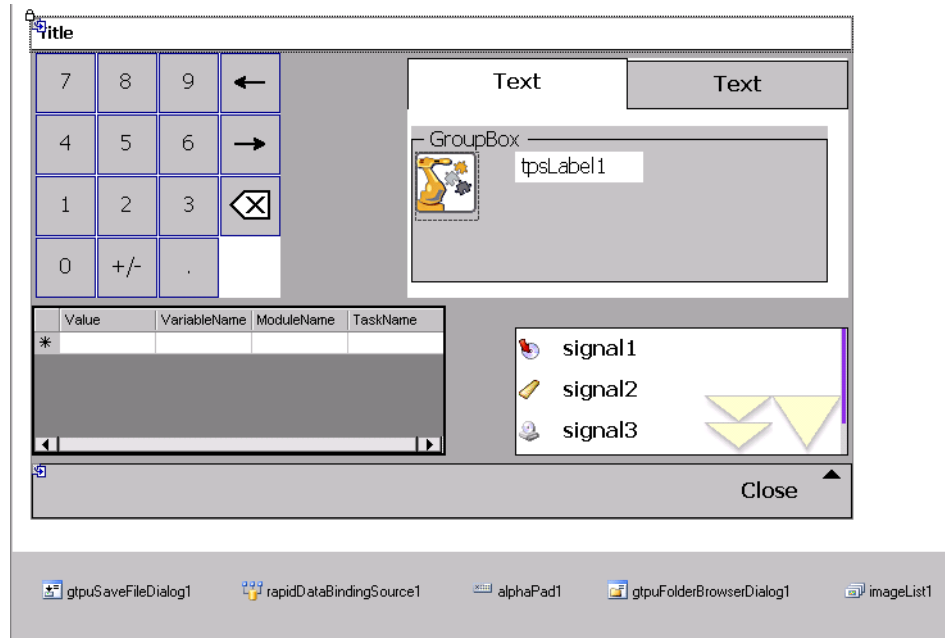 Title
7 8 9 ←
4 5 6 →
1 2 3
0 +/- .
Text Text
GroupBox
tpsLabel1
Value VariableName ModuleName TaskName
*
signal1
signal2
signal3
Close
gtpuSaveFileDialog1 rapidDataBindingSource1 alphaPad1 gtpuFolderBrowserDialog1 imageList1